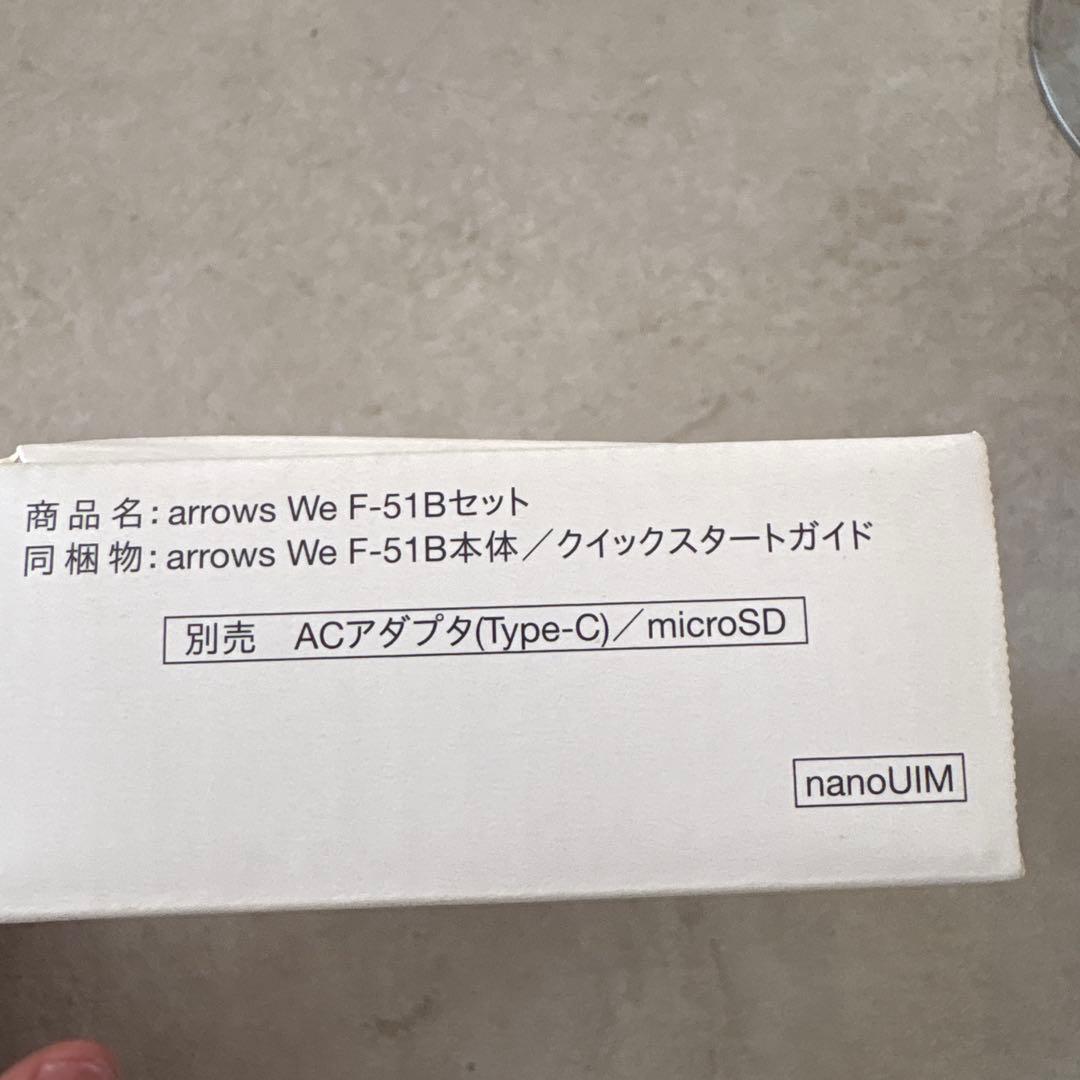 商品名:arrows We F-51Bセット
同梱物:arrows We F-51B本体／クイックスタートガイド
別売　ACアダプタ(Type-C)／microSD
nanoUIM